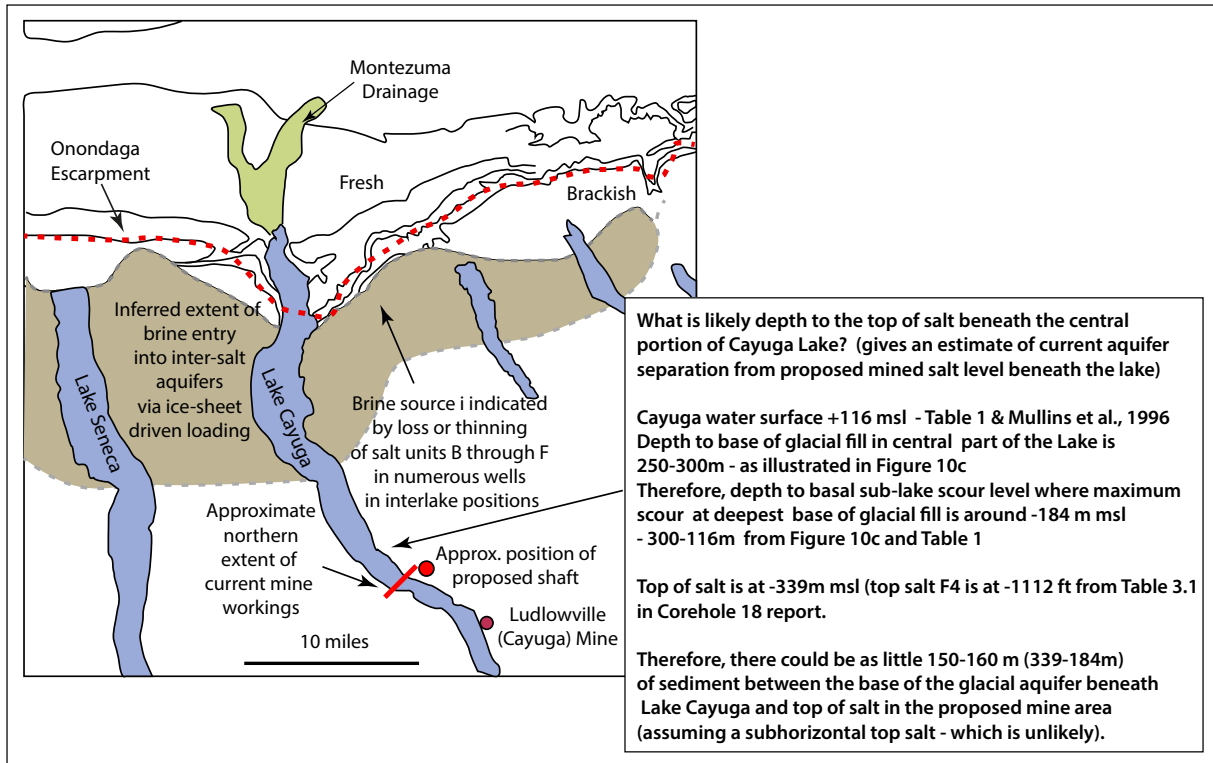 Montezuma
Drainage
Onondaga
Escarpment
Fresh
Brackish
Inferred extent of
brine entry
into inter-salt
aquifers
via ice-sheet
driven loading
Lake Seneca
Lake Cayuga
Brine source i indicated
by loss or thinning
of salt units B through F
in numerous wells
in interlake positions
Approximate
northern
extent of
current mine
workings
Approx. position of
proposed shaft
Ludlowville
(Cayuga) Mine
10 miles
What is likely depth to the top of salt beneath the central
portion of Cayuga Lake? (gives an estimate of current aquifer
separation from proposed mined salt level beneath the lake)
Cayuga water surface +116 msl - Table 1 & Mullins et al., 1996
Depth to base of glacial fill in central part of the Lake is
250-300m - as illustrated in Figure 10c
Therefore, depth to basal sub-lake scour level where maximum
scour at deepest base of glacial fill is around -184 m msl
- 300-116m from Figure 10c and Table 1
Top of salt is at -339m msl (top salt F4 is at -1112 ft from Table 3.1
in Corehole 18 report.
Therefore, there could be as little 150-160 m (339-184m)
of sediment between the base of the glacial aquifer beneath
Lake Cayuga and top of salt in the proposed mine area
(assuming a subhorizontal top salt - which is unlikely).